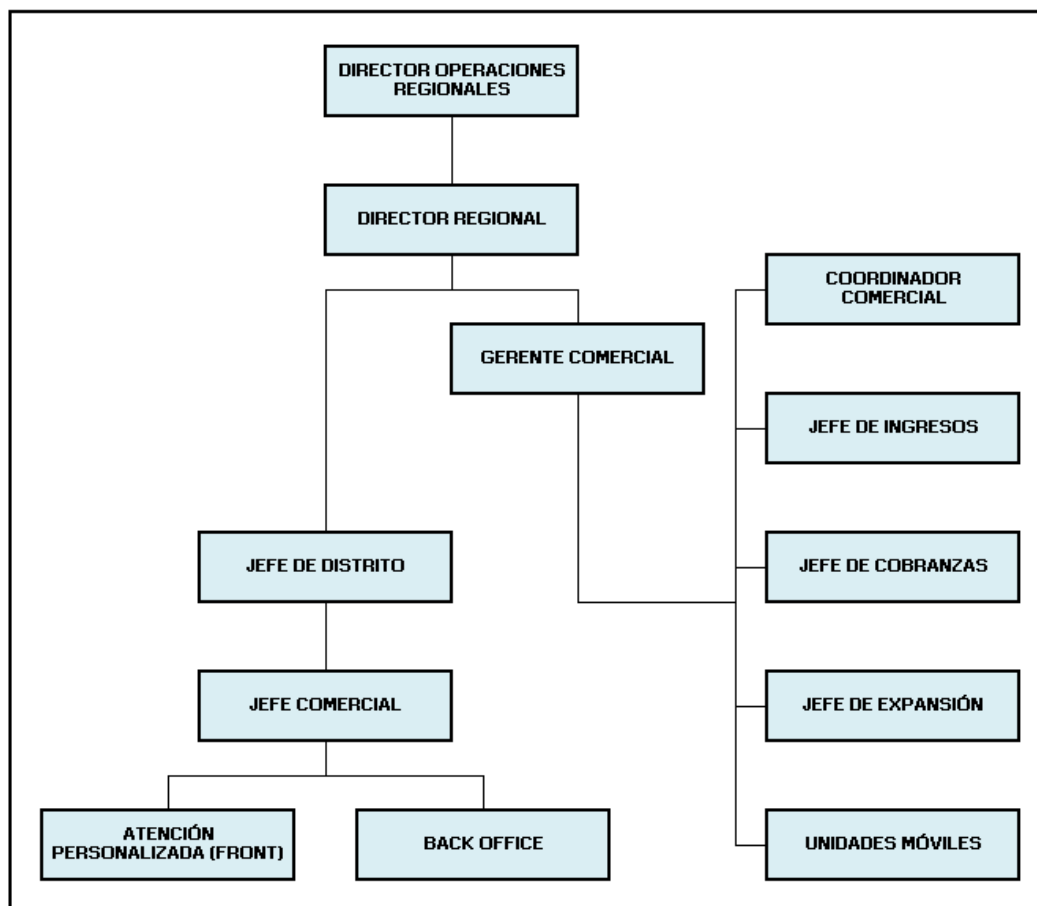 DIRECTOR OPERACIONES
REGIONALES
DIRECTOR REGIONAL
COORDINADOR
COMERCIAL
GERENTE COMERCIAL
JEFE DE INGRESOS
JEFE DE DISTRITO
JEFE DE COBRANZAS
JEFE COMERCIAL
JEFE DE EXPANSIÓN
ATENCIÓN
PERSONALIZADA (FRONT)
BACK OFFICE
UNIDADES MÓVILES